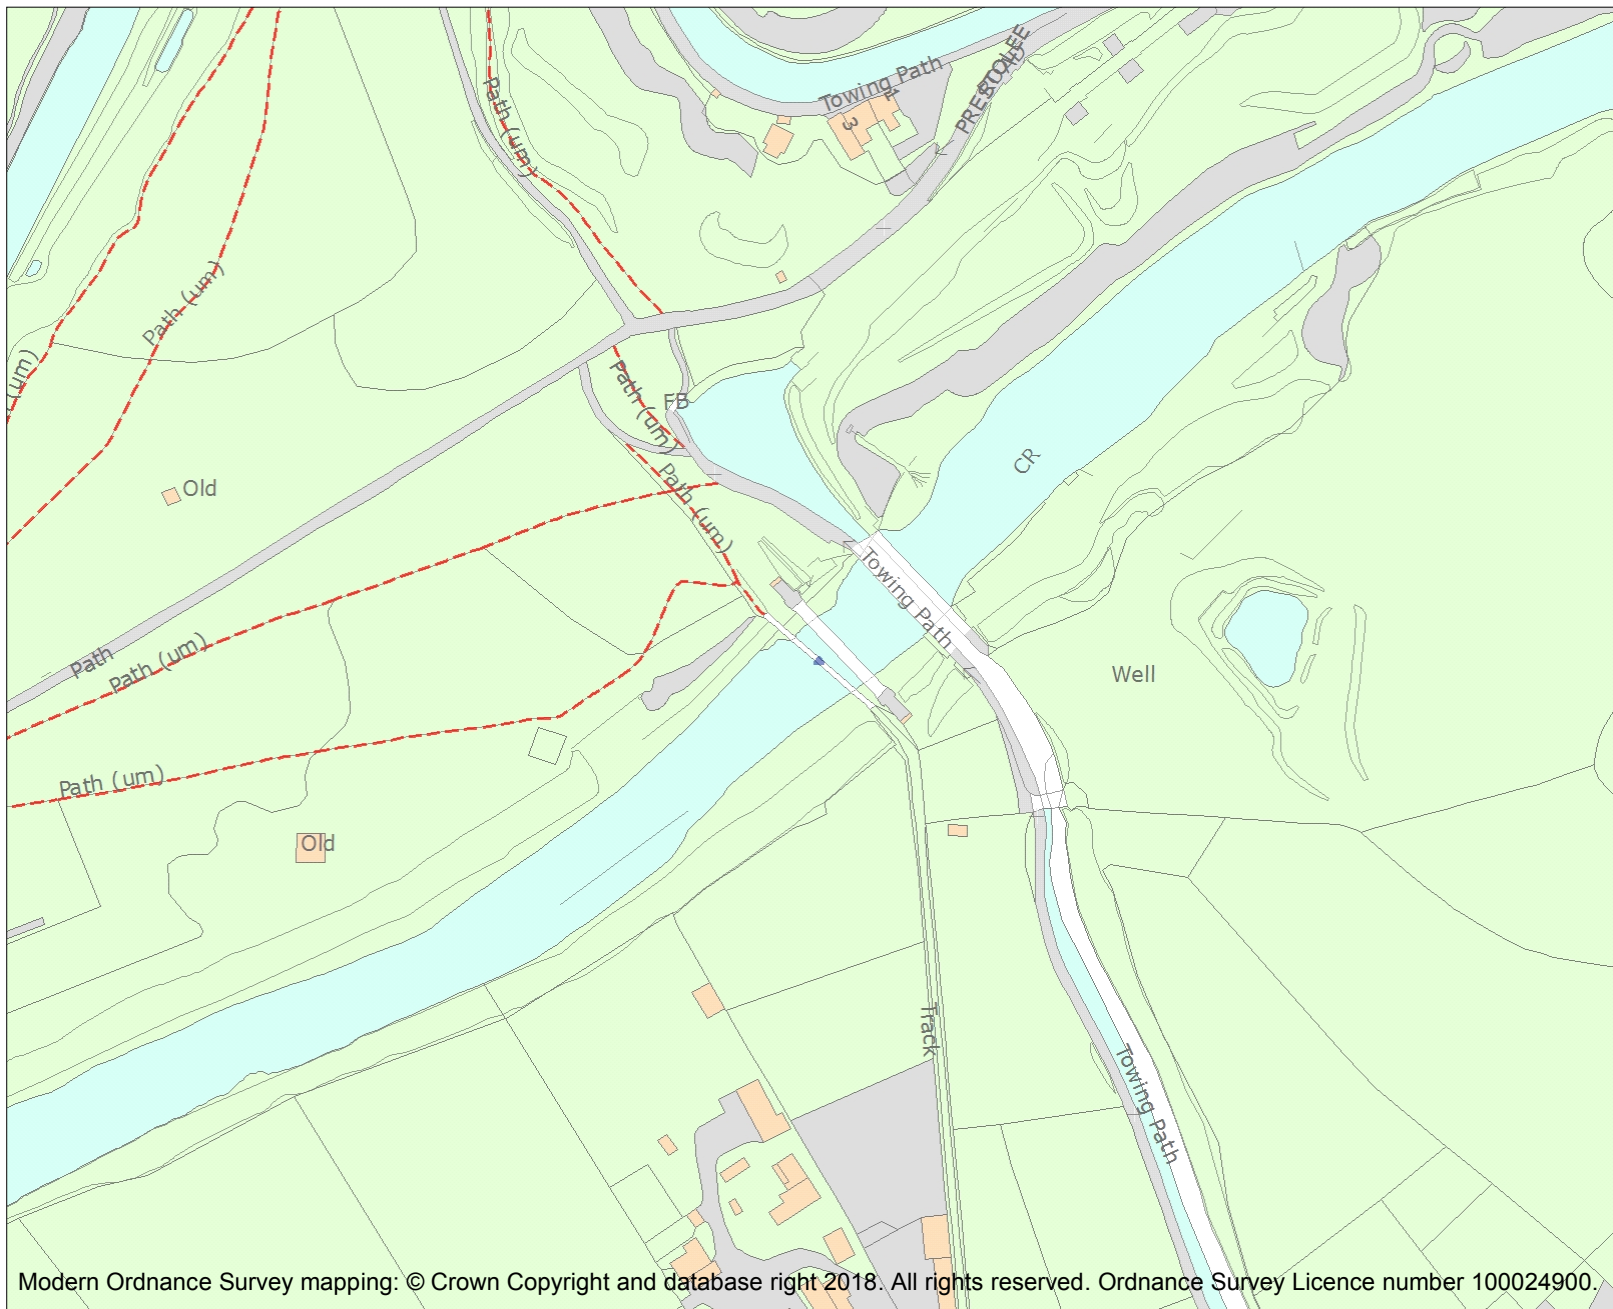 Towing Path
PRESTOLEE
ROAD
1
3
Path (um)
Path (um)
(um)
Path (um)
FB
Path (um)
CR
Old
Towing Path
Path
Path (um)
Well
Path (um)
Old
Track
Towing Path
Modern Ordnance Survey mapping: © Crown Copyright and database right 2018. All rights reserved. Ordnance Survey Licence number 100024900.